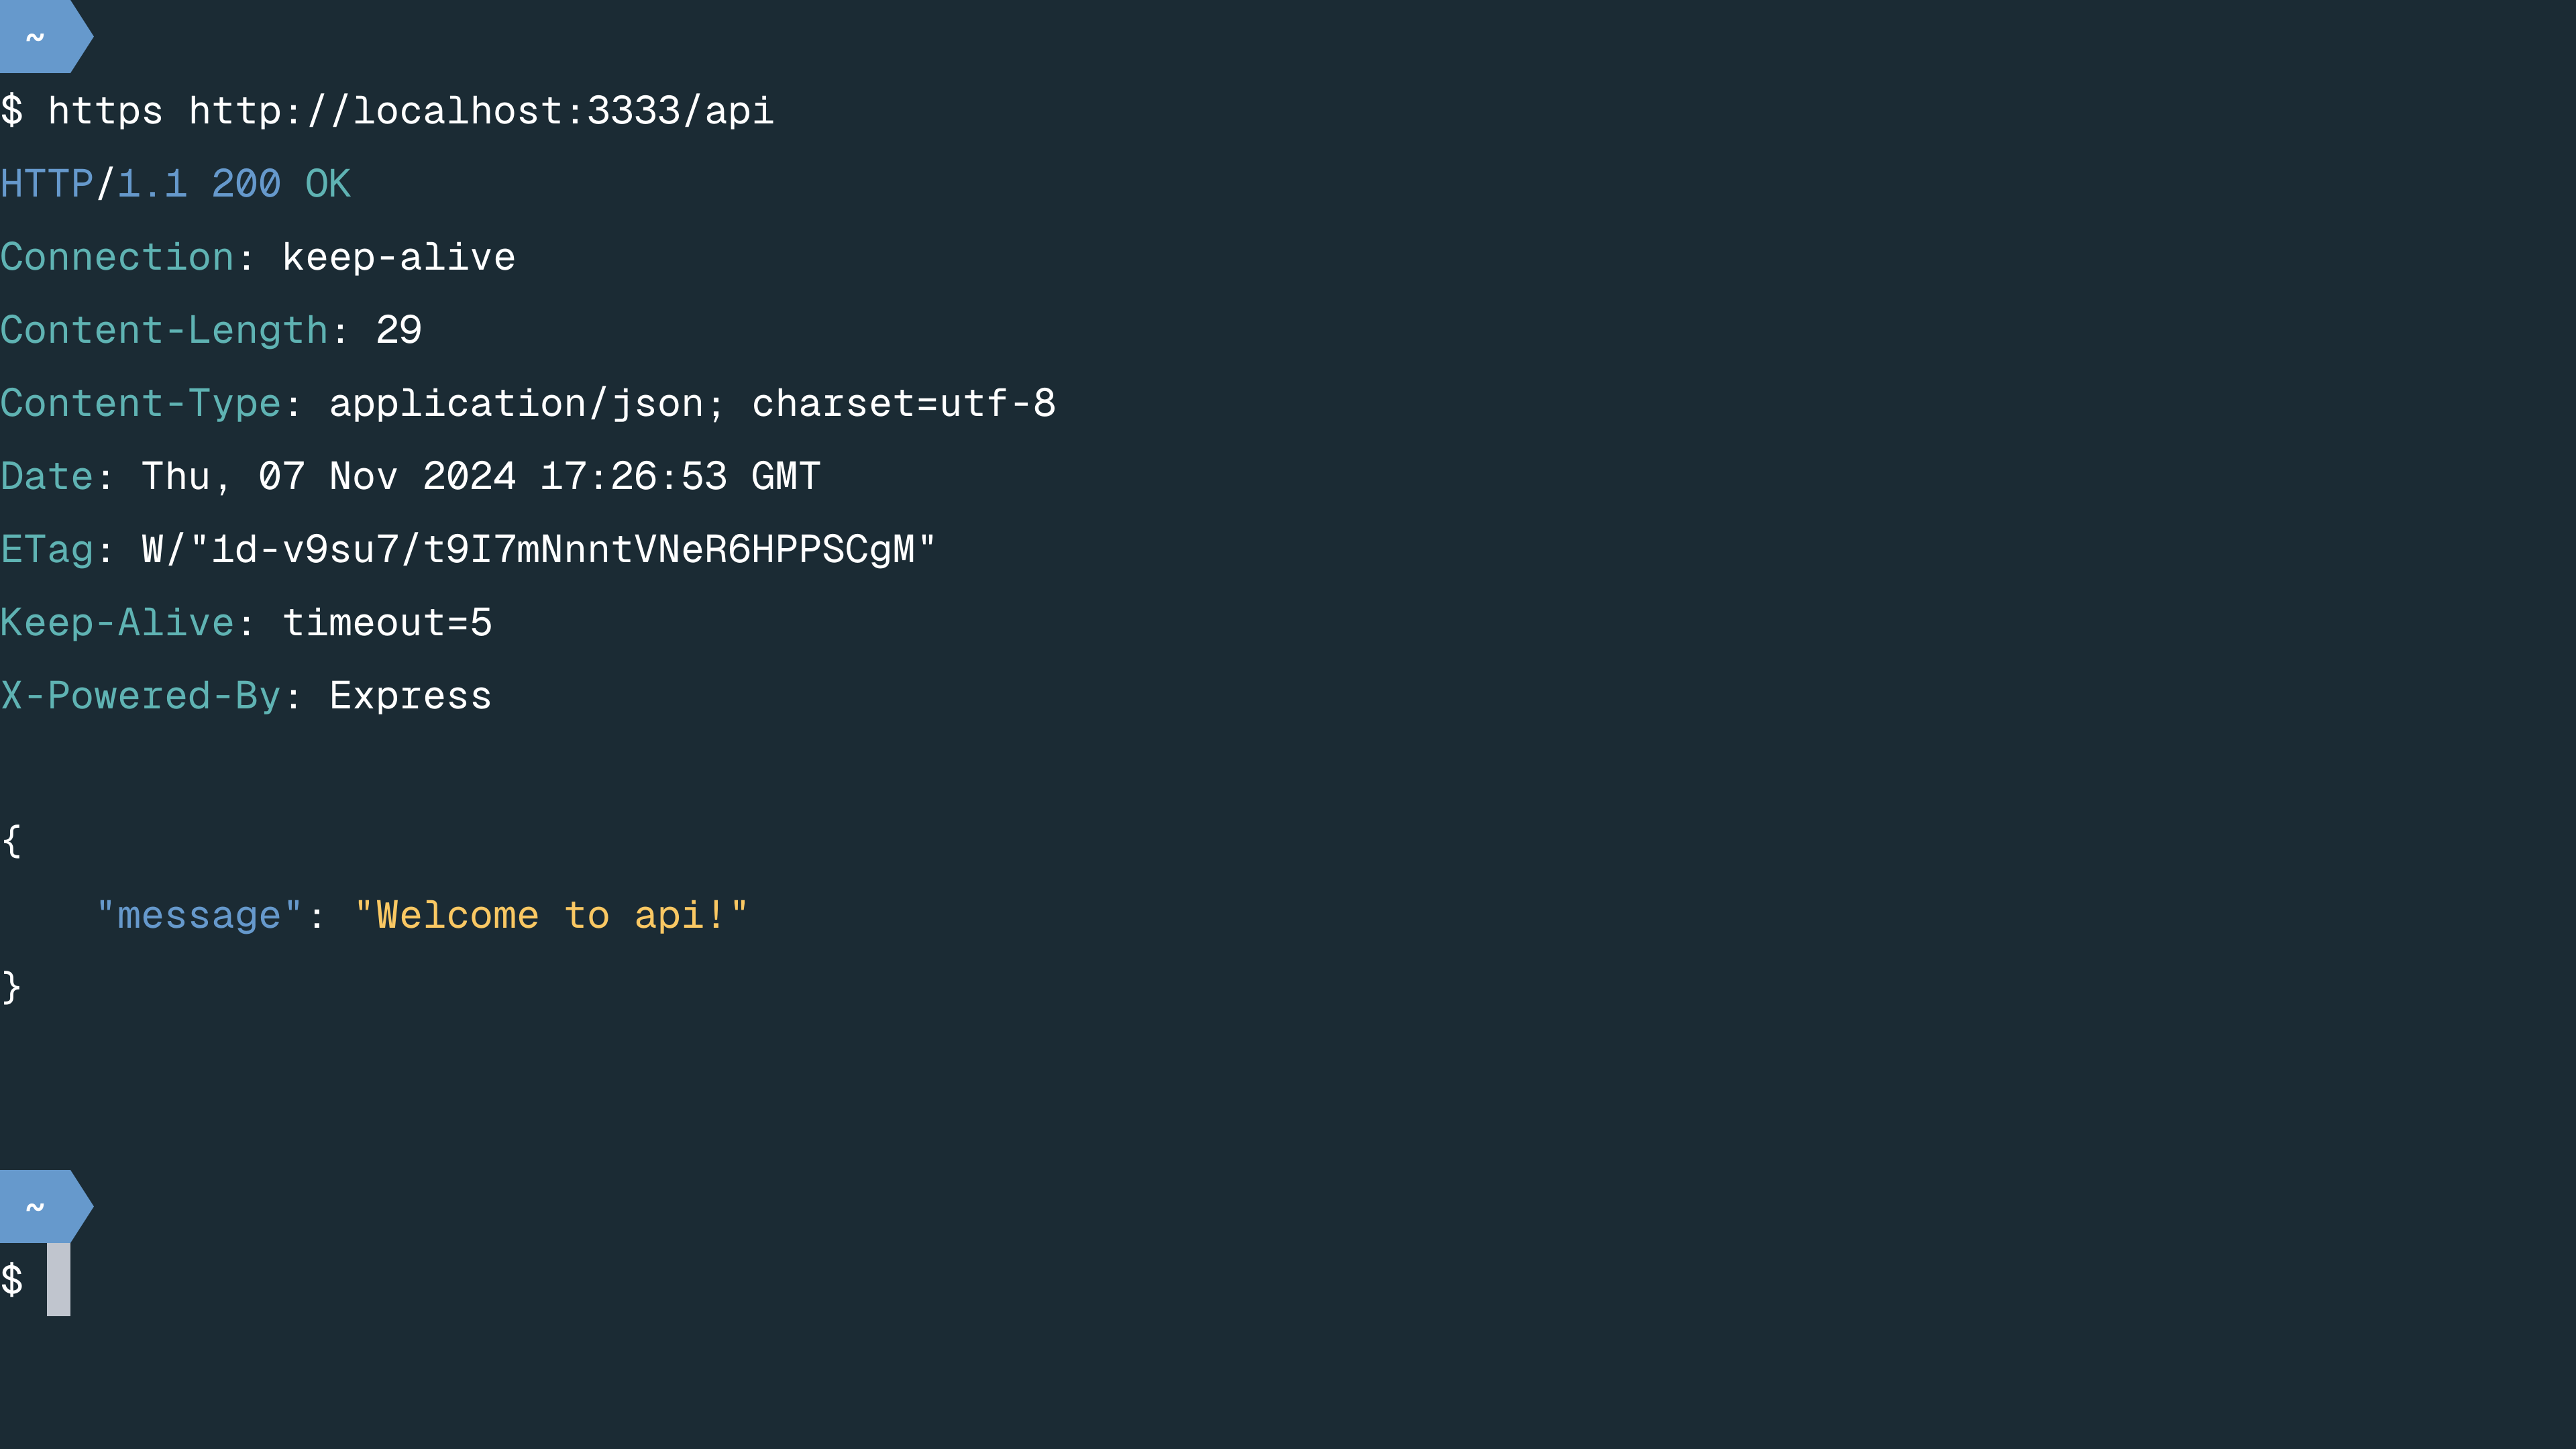 ~
$ https http://localhost:3333/api
HTTP/1.1 200 OK
Connection: keep-alive
Content-Length: 29
Content-Type: application/json; charset=utf-8
Date: Thu, 07 Nov 2024 17:26:53 GMT
ETag: W/"1d-v9su7/t9I7mNnntVNeR6HPPSCgM"
Keep-Alive: timeout=5
X-Powered-By: Express
{
    "message": "Welcome to api!"
}
~
$